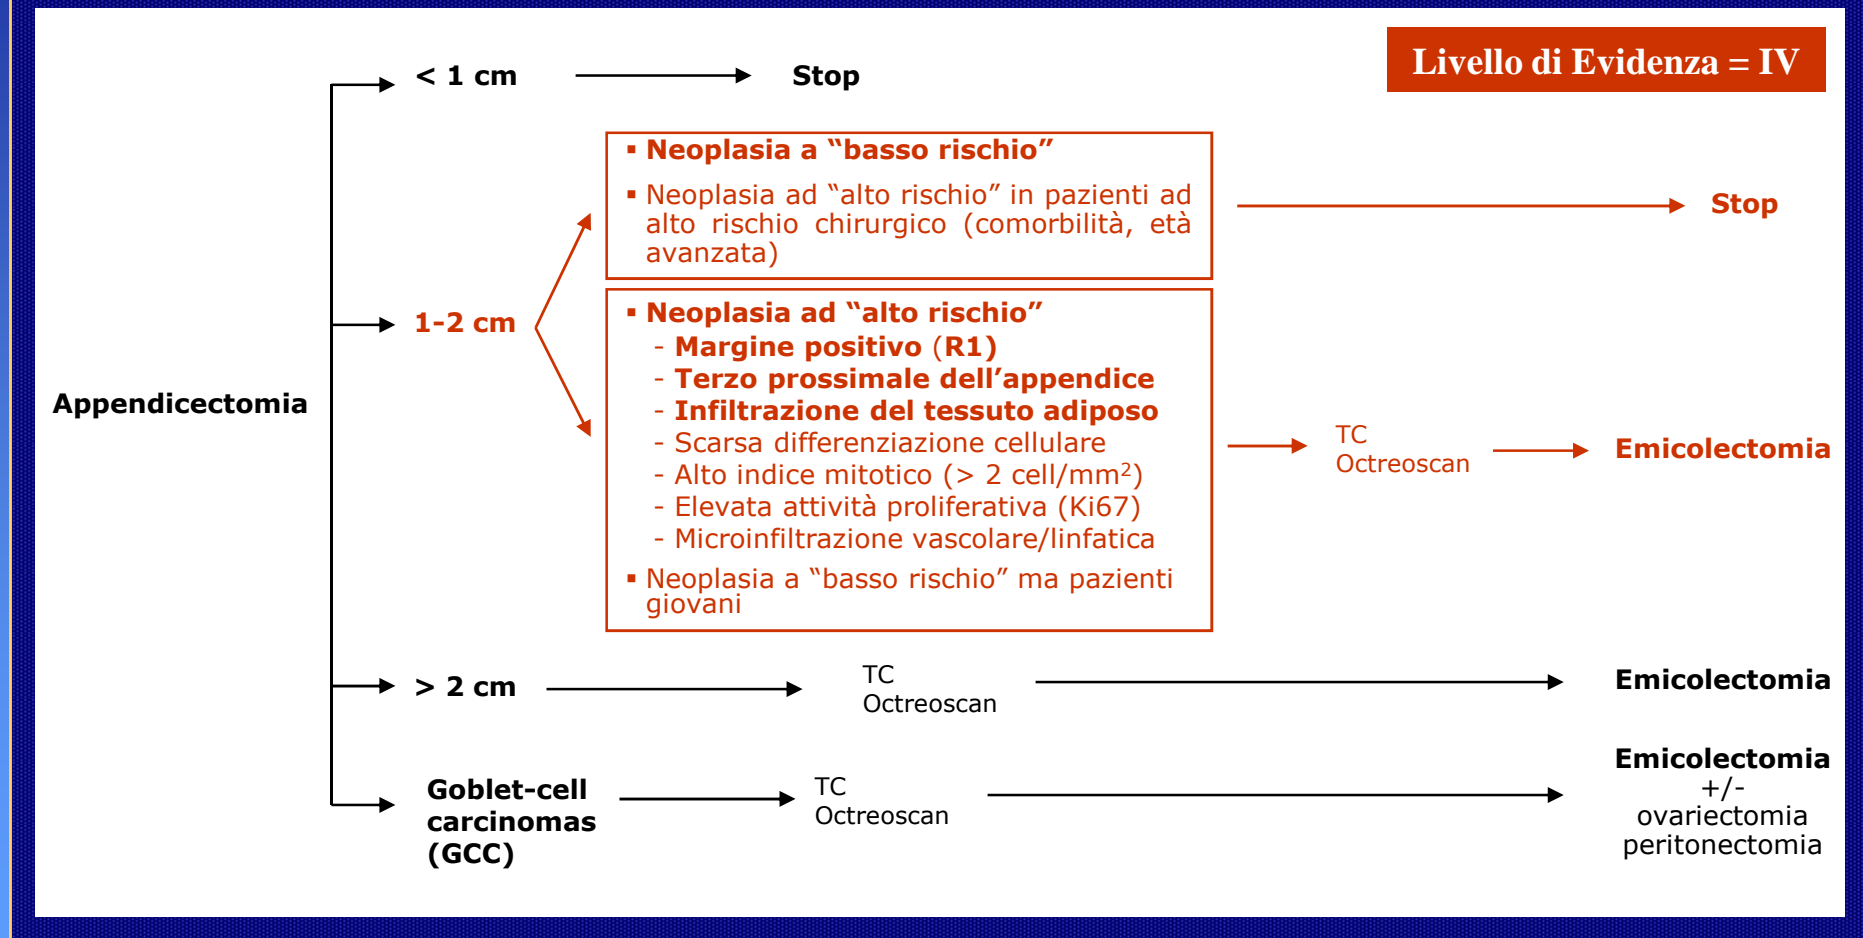 Livello di Evidenza = IV
Appendicectomia
< 1 cm
Stop
1-2 cm
▪ Neoplasia a “basso rischio”
▪ Neoplasia ad “alto rischio” in pazienti ad
alto rischio chirurgico (comorbilità, età
avanzata)
Stop
▪ Neoplasia ad “alto rischio”
- Margine positivo (R1)
- Terzo prossimale dell’appendice
- Infiltrazione del tessuto adiposo
- Scarsa differenziazione cellulare
- Alto indice mitotico (> 2 cell/mm²)
- Elevata attività proliferativa (Ki67)
- Microinfiltrazione vascolare/linfatica
▪ Neoplasia a “basso rischio” ma pazienti
giovani
TC
Octreoscan
Emicolectomia
> 2 cm
TC
Octreoscan
Emicolectomia
Goblet-cell
carcinomas
(GCC)
TC
Octreoscan
Emicolectomia
+/-
ovariectomia
peritonectomia